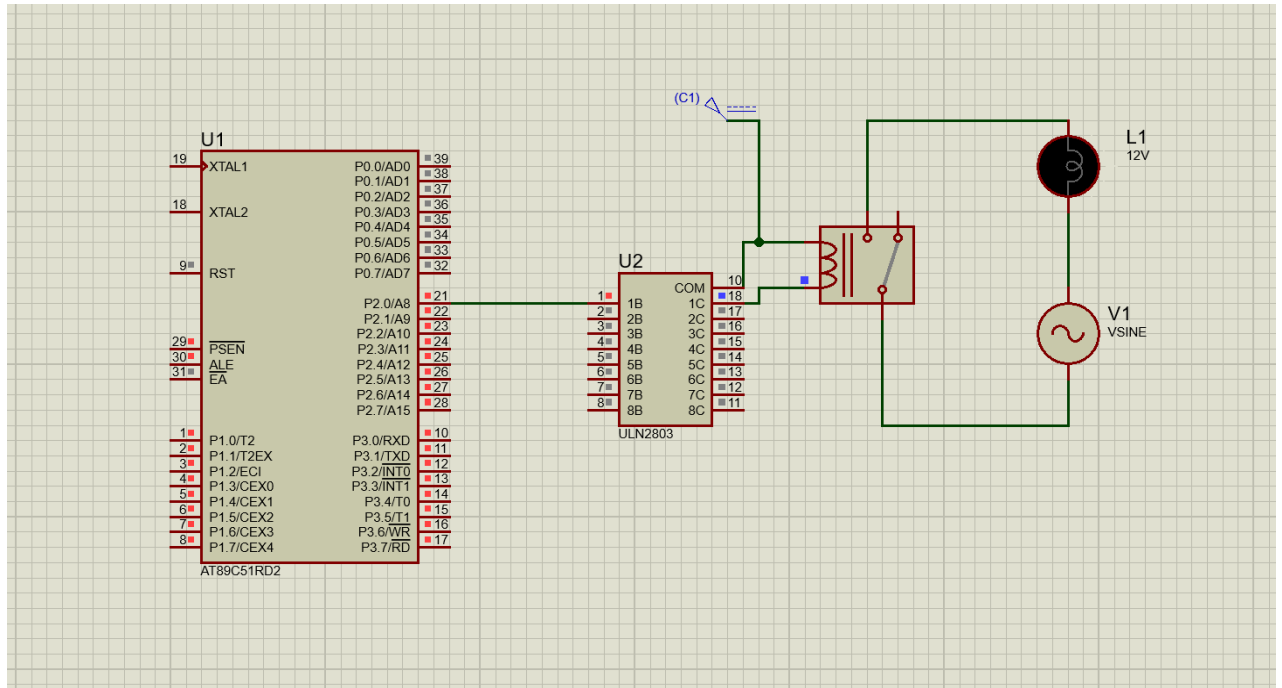 (C1)
U1
19 XTAL1
18 XTAL2
9 RST
29 PSEN
30 ALE
31 EA
1 P1.0/T2
2 P1.1/T2EX
3 P1.2/ECI
4 P1.3/CEX0
5 P1.4/CEX1
6 P1.5/CEX2
7 P1.6/CEX3
8 P1.7/CEX4
P0.0/AD0 39
P0.1/AD1 38
P0.2/AD2 37
P0.3/AD3 36
P0.4/AD4 35
P0.5/AD5 34
P0.6/AD6 33
P0.7/AD7 32
P2.0/A8 21
P2.1/A9 22
P2.2/A10 23
P2.3/A11 24
P2.4/A12 25
P2.5/A13 26
P2.6/A14 27
P2.7/A15 28
P3.0/RXD 10
P3.1/TXD 11
P3.2/INT0 12
P3.3/INT1 13
P3.4/T0 14
P3.5/T1 15
P3.6/WR 16
P3.7/RD 17
AT89C51RD2
U2
1 1B
2 2B
3 3B
4 4B
5 5B
6 6B
7 7B
8 8B
COM 10
1C 18
2C 17
3C 16
4C 15
5C 14
6C 13
7C 12
8C 11
ULN2803
L1
12V
V1
VSINE